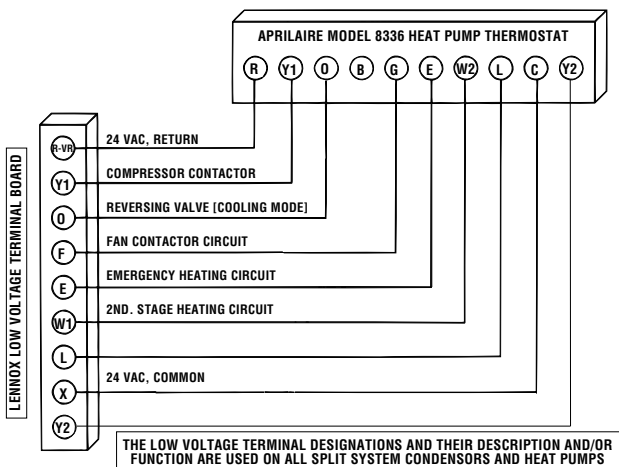 APRILAIRE MODEL 8336 HEAT PUMP THERMOSTAT
R Y1 O B G E W2 L C Y2
LENNOX LOW VOLTAGE TERMINAL BOARD
R-VR 24 VAC, RETURN
Y1 COMPRESSOR CONTACTOR
O REVERSING VALVE [COOLING MODE]
F FAN CONTACTOR CIRCUIT
E EMERGENCY HEATING CIRCUIT
W1 2ND. STAGE HEATING CIRCUIT
L
X 24 VAC, COMMON
Y2
THE LOW VOLTAGE TERMINAL DESIGNATIONS AND THEIR DESCRIPTION AND/OR
FUNCTION ARE USED ON ALL SPLIT SYSTEM CONDENSORS AND HEAT PUMPS